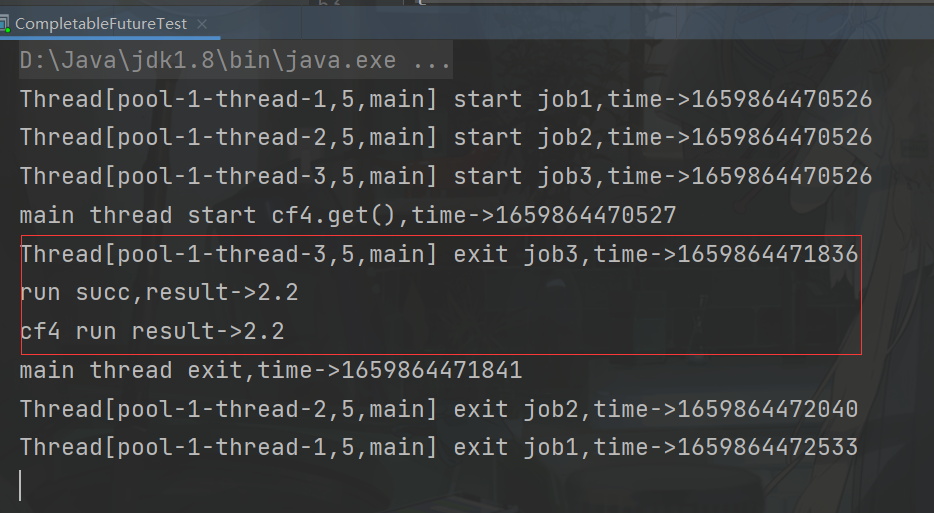 CompletableFutureTest ×
D:\Java\jdk1.8\bin\java.exe ...
Thread[pool-1-thread-1,5,main] start job1,time->1659864470526
Thread[pool-1-thread-2,5,main] start job2,time->1659864470526
Thread[pool-1-thread-3,5,main] start job3,time->1659864470526
main thread start cf4.get(),time->1659864470527
Thread[pool-1-thread-3,5,main] exit job3,time->1659864471836
run succ,result->2.2
cf4 run result->2.2
main thread exit,time->1659864471841
Thread[pool-1-thread-2,5,main] exit job2,time->1659864472040
Thread[pool-1-thread-1,5,main] exit job1,time->1659864472533